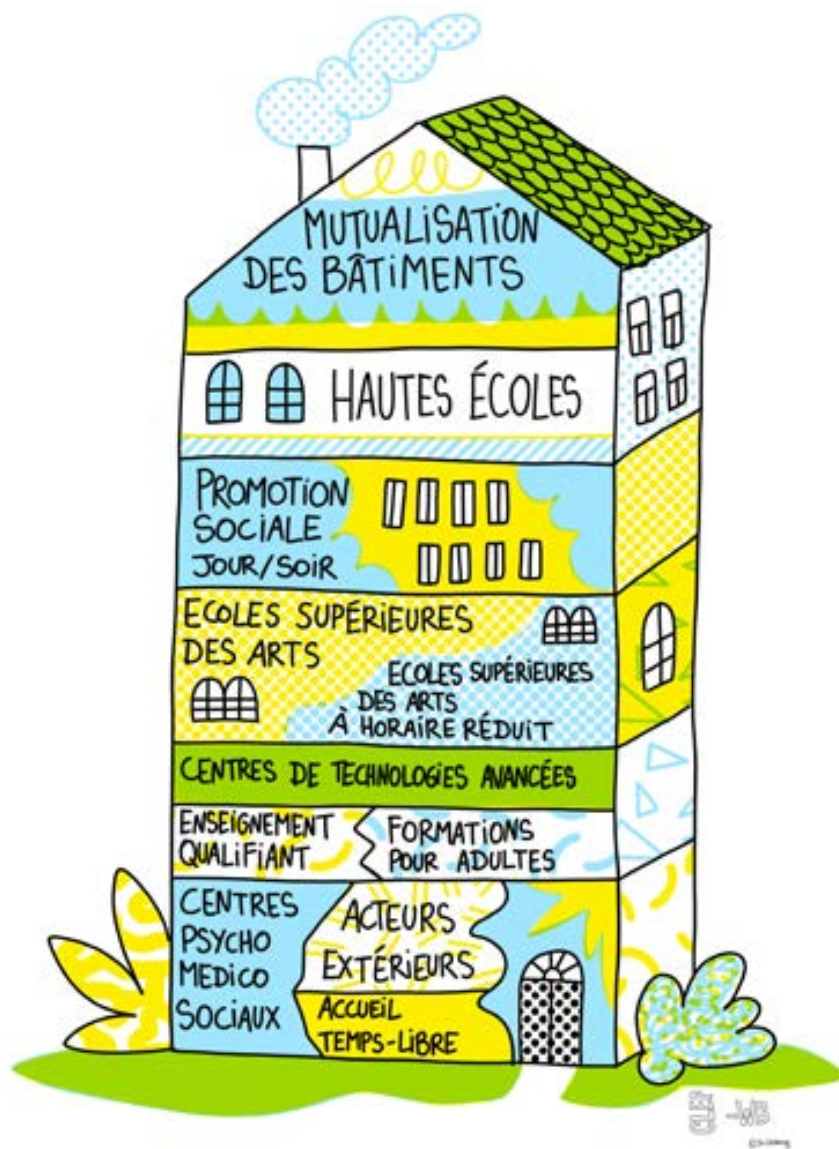 MUTUALISATION
DES BÂTIMENTS
HAUTES ÉCOLES
PROMOTION
SOCIALE
JOUR/SOIR
ECOLES SUPÉRIEURES
DES ARTS
ECOLES SUPÉRIEURES
DES ARTS
À HORAIRE RÉDUIT
CENTRES DE TECHNOLOGIES AVANCÉES
ENSEIGNEMENT
QUALIFIANT
FORMATIONS
POUR ADULTES
CENTRES
PSYCHO
MEDICO
SOCIAUX
ACTEURS
EXTÉRIEURS
ACCUEIL
TEMPS-LIBRE